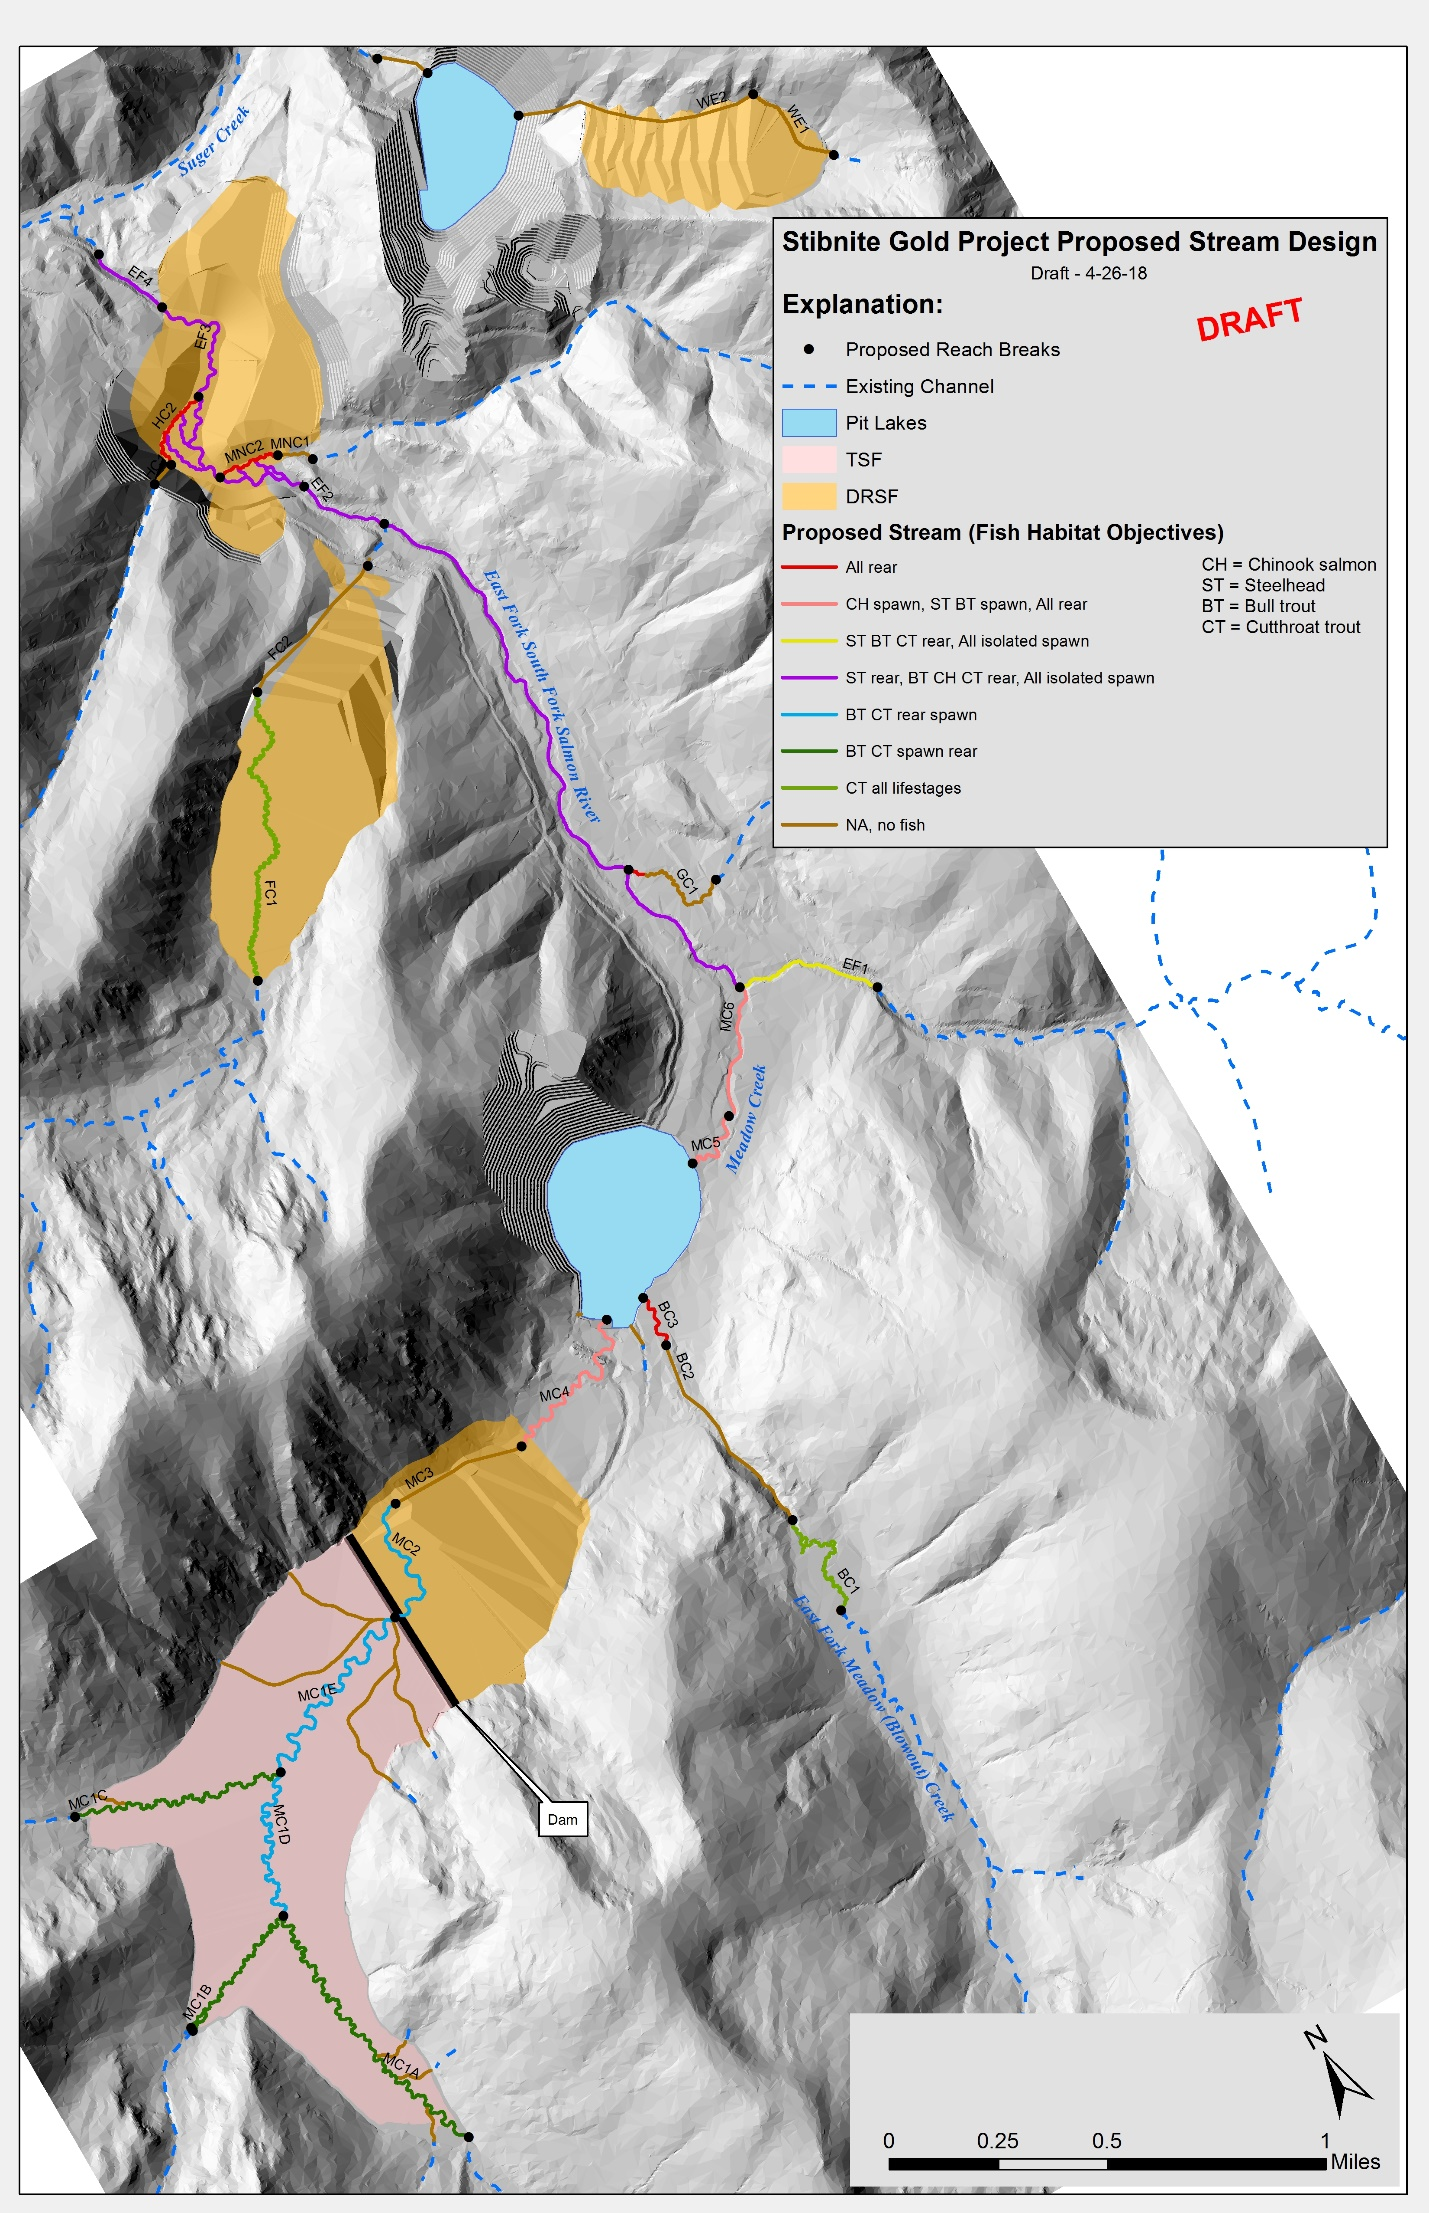 Stibnite Gold Project Proposed Stream Design
Draft - 4-26-18
DRAFT
Explanation:
Proposed Reach Breaks
Existing Channel
Pit Lakes
TSF
DRSF
Proposed Stream (Fish Habitat Objectives)
All rear
CH spawn, ST BT spawn, All rear
ST BT CT rear, All isolated spawn
ST rear, BT CH CT rear, All isolated spawn
BT CT rear spawn
BT CT spawn rear
CT all lifestages
NA, no fish
CH = Chinook salmon
ST = Steelhead
BT = Bull trout
CT = Cutthroat trout
Suger Creek
WE2
WE1
EF4
EF3
HC2
MNC2
MNC1
EF2
FC2
East Fork South Fork Salmon River
FC1
GC1
EF1
MC6
Meadow Creek
MC5
BC3
BC2
MC4
MC3
MC2
BC1
East Fork Meadow (Blowout) Creek
MC1E
MC1C
MC1D
Dam
MC1B
MC1A
N
0
0.25
0.5
1
Miles